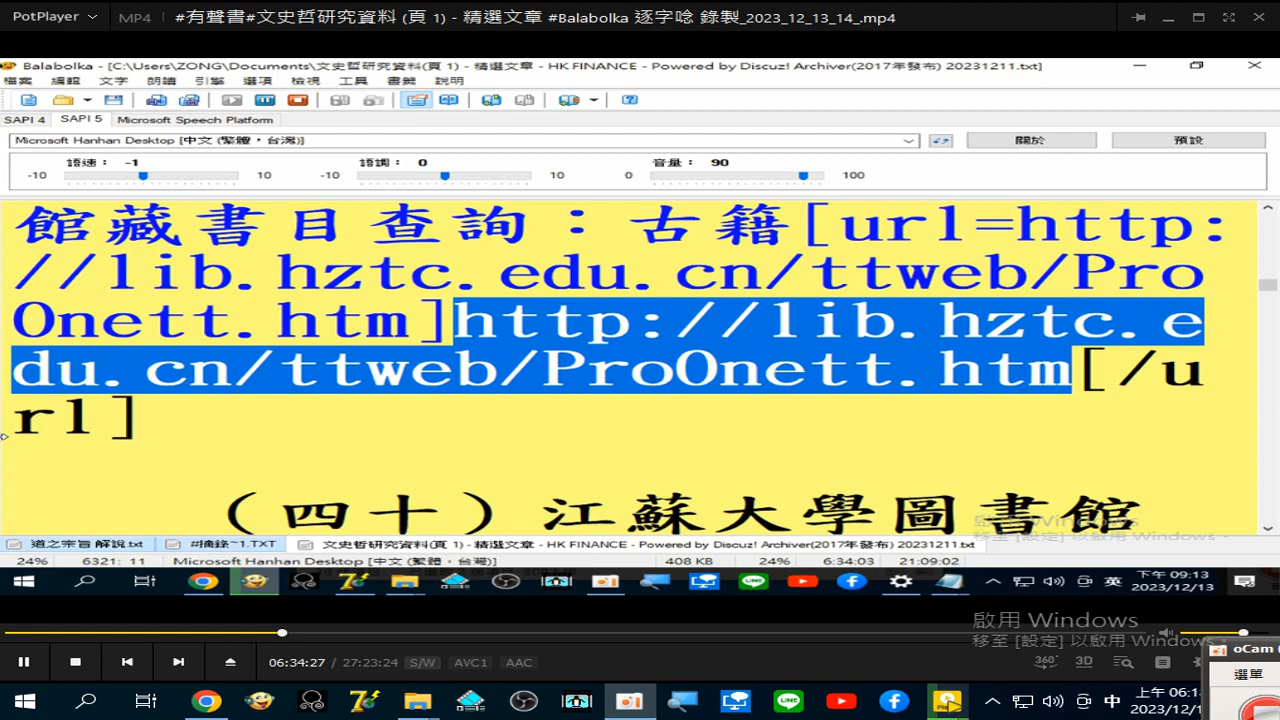 PotPlayer MP4 #有聲書#文史哲研究資料 (頁 1) - 精選文章 #Balabolka 逐字唸 錄製_2023_12_13_14_.mp4
Balabolka - [C:\Users\ZONG\Documents\文史哲研究資料(頁 1) - 精選文章 - HK FINANCE - Powered by Discuz! Archiver(2017年發布) 20231211.txt]
檔案 編輯 文字 朗讀 引擎 選項 檢視 工具 書籤 說明
SAPI 4 SAPI 5 Microsoft Speech Platform
Microsoft Hanhan Desktop [中文 (繁體，台灣)] 關於 預設
語速： -1 語調： 0 音量： 90
-10 10 -10 10 0 100
館藏書目查詢：古籍[url=http:
//lib.hztc.edu.cn/ttweb/Pro
Onett.htm]http://lib.hztc.e
du.cn/ttweb/ProOnett.htm[/u
rl]
（四十）江蘇大學圖書館
啟用 Windows
移至 [設定] 以啟用 Windows。
道之宗旨 解說.txt #摘錄~1.TXT 文史哲研究資料(頁 1) - 精選文章 - HK FINANCE - Powered by Discuz! Archiver(2017年發布) 20231211.txt
24% 6321: 11 Microsoft Hanhan Desktop [中文 (繁體，台灣)] 408 KB 24% 6:34:03 21:09:02
英 下午 09:13
2023/12/13
啟用 Windows
移至 [設定] 以啟用 Windows。
06:34:27 / 27:23:24 S/W AVC1 AAC 360° 3D
oCam
選單
中 上午 06:1
2023/12/